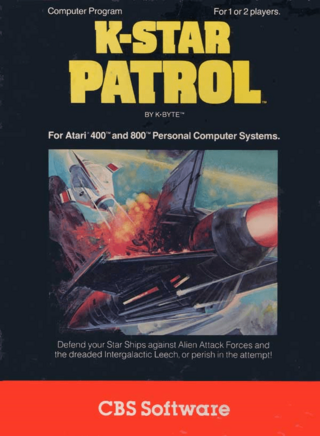 Computer Program For 1 or 2 players.
K-STAR
PATROL™
BY K-BYTE™
For Atari® 400™ and 800™ Personal Computer Systems.
Defend your Star Ships against Alien Attack Forces and
the dreaded Intergalactic Leech, or perish in the attempt!
CBS Software